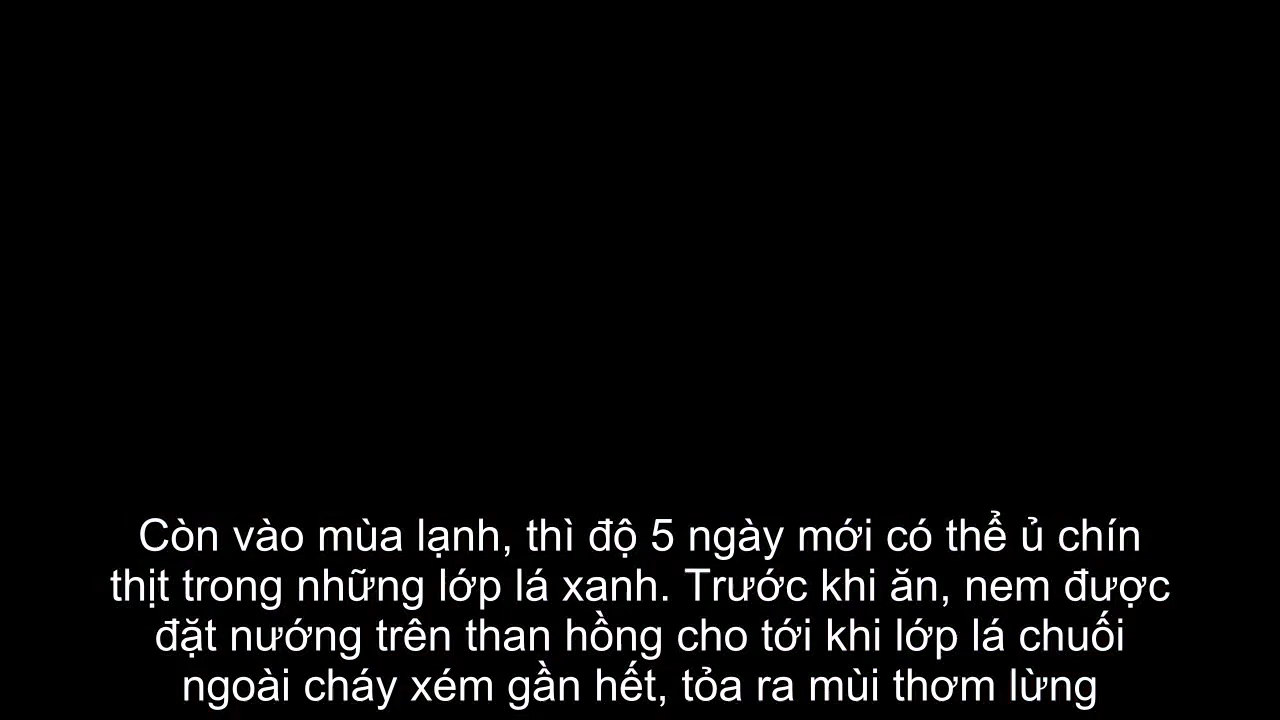 Còn vào mùa lạnh, thì độ 5 ngày mới có thể ủ chín
thịt trong những lớp lá xanh. Trước khi ăn, nem được
đặt nướng trên than hồng cho tới khi lớp lá chuối
ngoài cháy xém gần hết, tỏa ra mùi thơm lừng